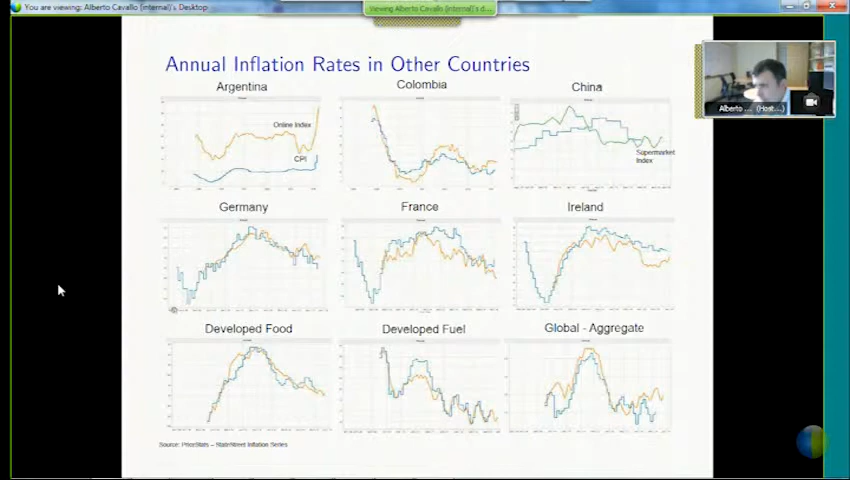 You are viewing: Alberto Cavallo (internal)'s Desktop
Viewing Alberto Cavallo (internal)'s d...
Alberto ... (Host...)
Annual Inflation Rates in Other Countries
Argentina
Colombia
China
Online Index
CPI
Supermarket
Index
Germany
France
Ireland
Developed Food
Developed Fuel
Global - Aggregate
Source: PriceStats – StateStreet Inflation Series